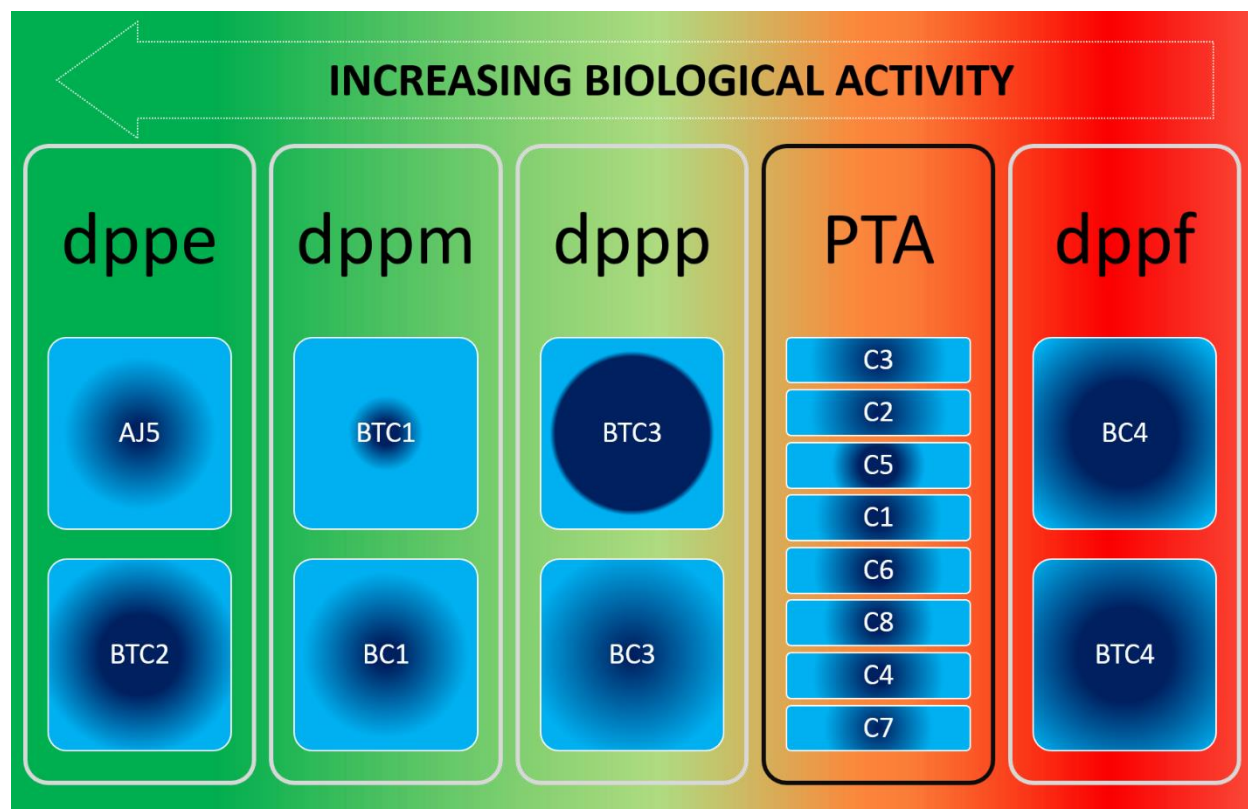 INCREASING BIOLOGICAL ACTIVITY
dppe
AJ5
BTC2
dppm
BTC1
BC1
dppp
BTC3
BC3
PTA
C3
C2
C5
C1
C6
C8
C4
C7
dppf
BC4
BTC4